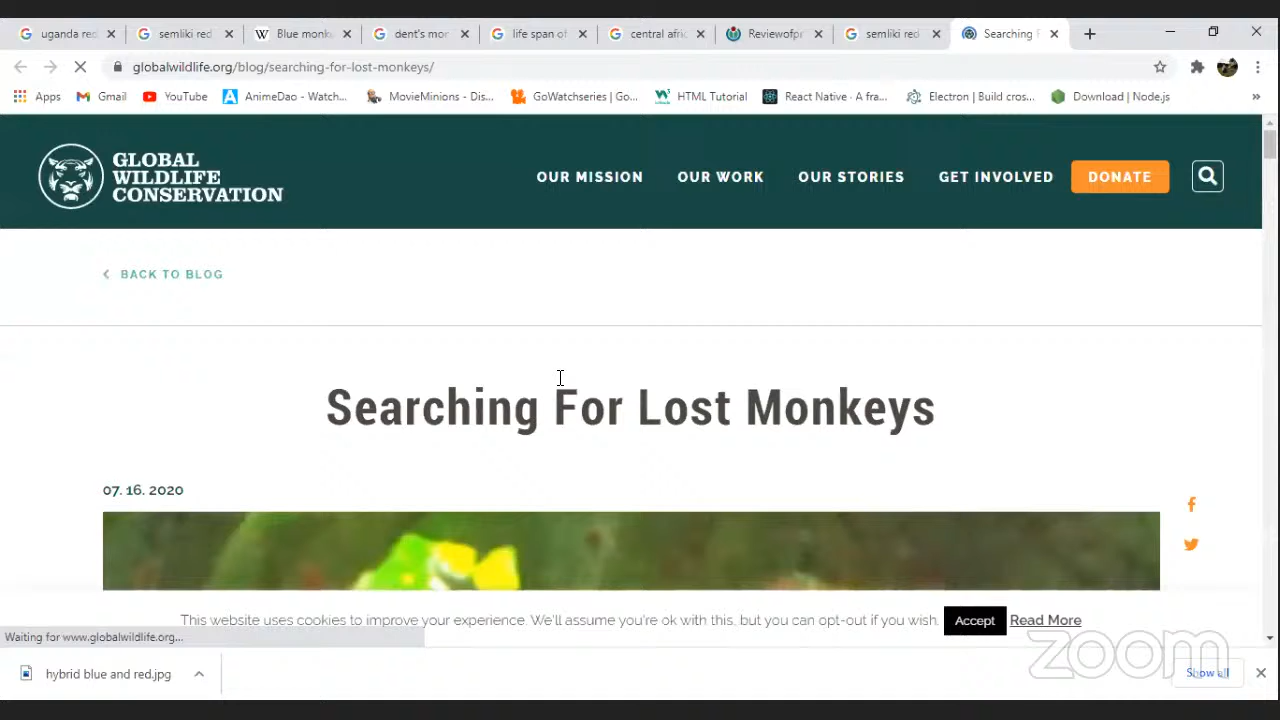 uganda red
semliki red
Blue monk
dent's mon
life span of
central afri
Reviewofpr
semliki red
Searching F
globalwildlife.org/blog/searching-for-lost-monkeys/
Apps
Gmail
YouTube
AnimeDao - Watch...
MovieMinions - Dis...
GoWatchseries | Go...
HTML Tutorial
React Native · A fra...
Electron | Build cros...
Download | Node.js
GLOBAL
WILDLIFE
CONSERVATION
OUR MISSION
OUR WORK
OUR STORIES
GET INVOLVED
DONATE
BACK TO BLOG
Searching For Lost Monkeys
07. 16. 2020
This website uses cookies to improve your experience. We'll assume you're ok with this, but you can opt-out if you wish.
Accept
Read More
Waiting for www.globalwildlife.org...
hybrid blue and red.jpg
Show all
zoom